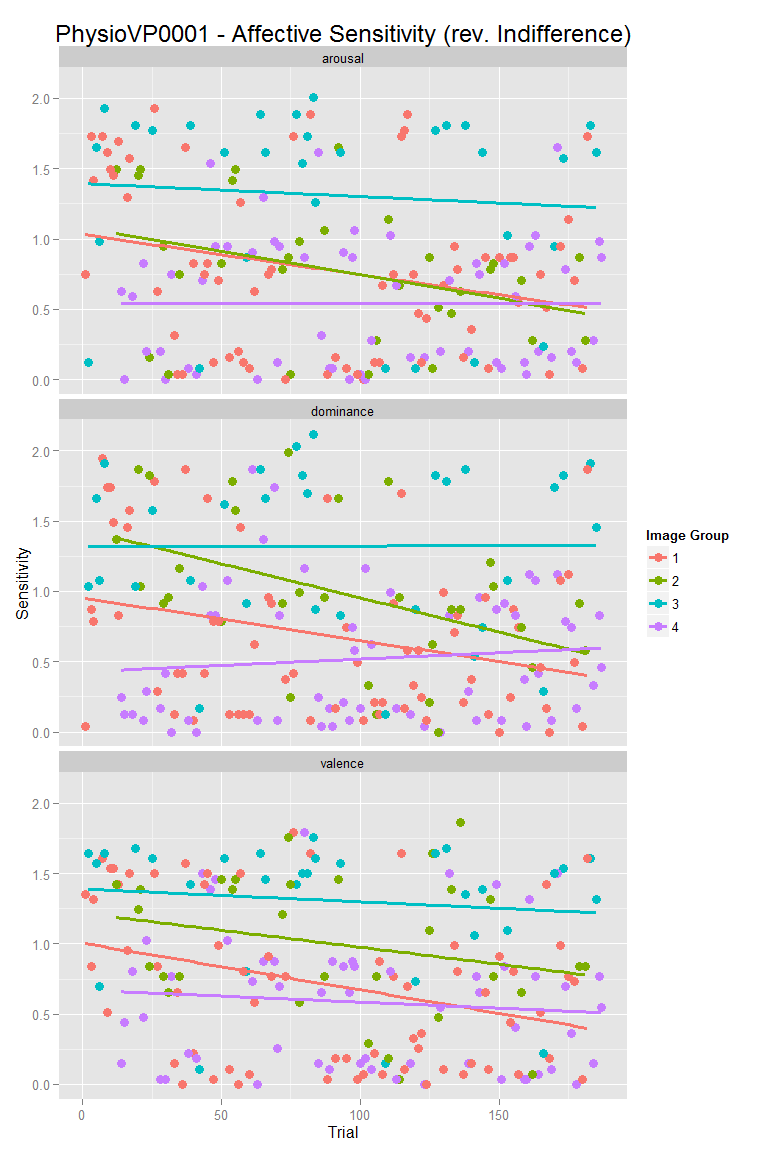 PhysioVP0001 - Affective Sensitivity (rev. Indifference)
arousal
2.0
1.5
1.0
0.5
0.0
dominance
2.0
1.5
1.0
0.5
0.0
valence
2.0
1.5
1.0
0.5
0.0
0 50 100 150
Trial
Sensitivity
Image Group
1
2
3
4